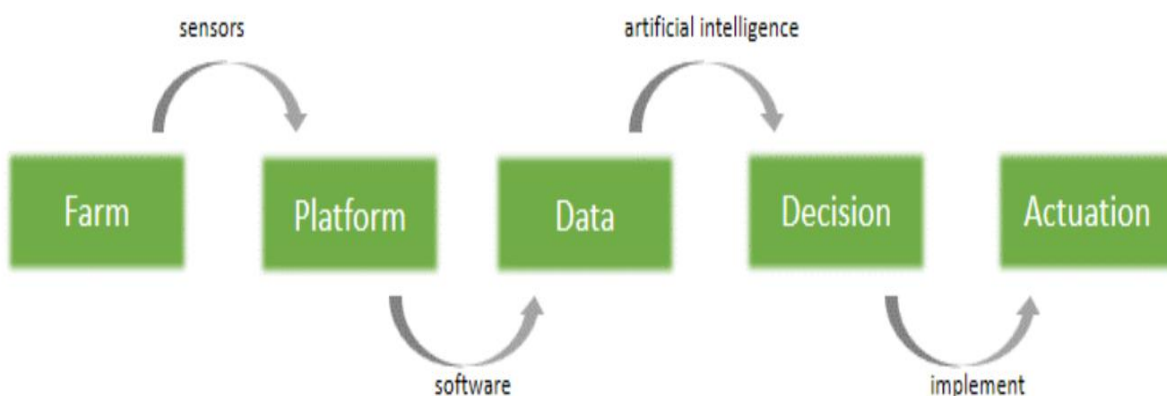 sensors
artificial intelligence
Farm
Platform
Data
Decision
Actuation
software
implement